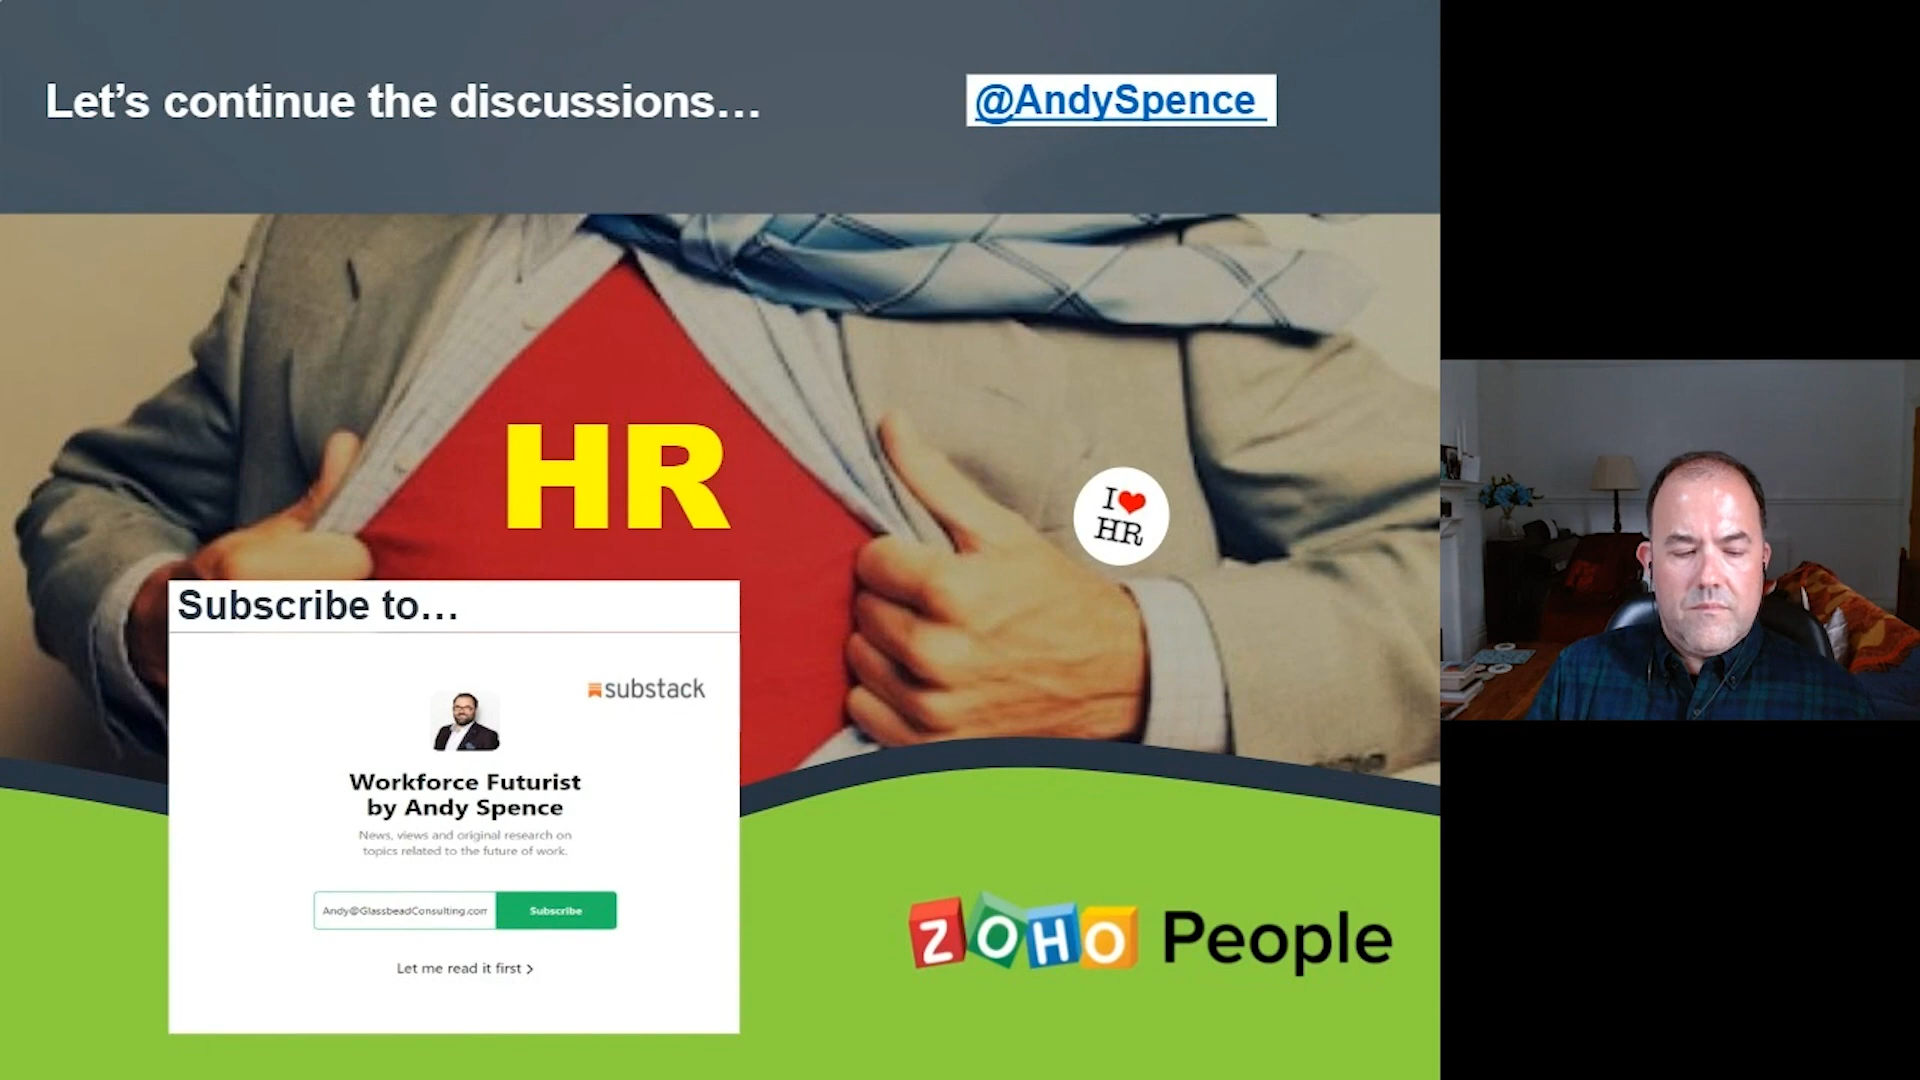 Let’s continue the discussions…
@AndySpence
HR
I❤
HR
Subscribe to…
substack
Workforce Futurist
by Andy Spence
News, views and original research on
topics related to the future of work.
Andy@GlassbeadConsulting.com
Subscribe
Let me read it first >
ZOHO People